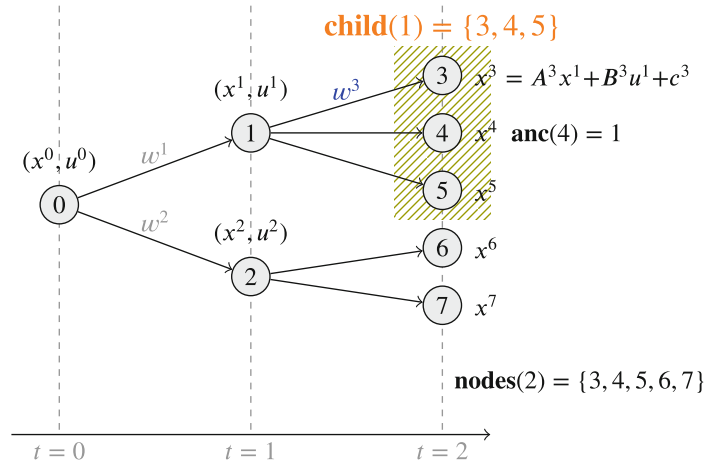 child(1) = {3, 4, 5}
3
x³ = A³x¹+B³u¹+c³
(x¹, u¹)
w³
1
4
x⁴ anc(4) = 1
(x⁰, u⁰)
w¹
5
x⁵
0
w²
(x², u²)
6
x⁶
2
7
x⁷
nodes(2) = {3, 4, 5, 6, 7}
t = 0
t = 1
t = 2